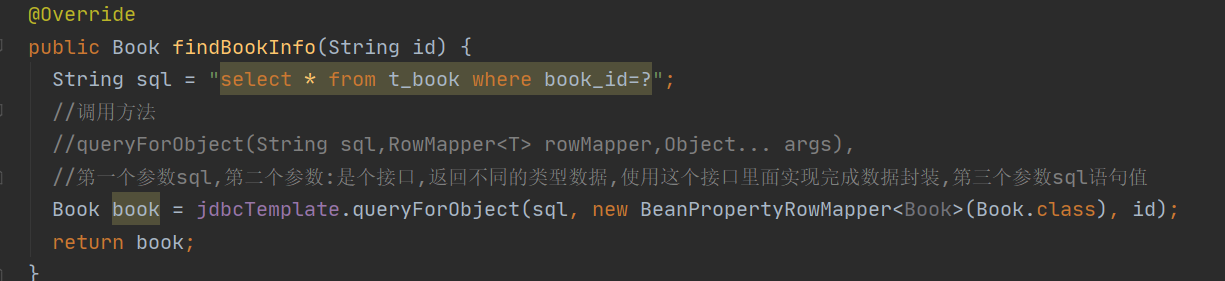 @Override
public Book findBookInfo(String id) {
String sql = "select * from t_book where book_id=?";
//调用方法
//queryForObject(String sql,RowMapper<T> rowMapper,Object... args),
//第一个参数sql,第二个参数:是个接口,返回不同的类型数据,使用这个接口里面实现完成数据封装,第三个参数sql语句值
Book book = jdbcTemplate.queryForObject(sql, new BeanPropertyRowMapper<Book>(Book.class), id);
return book;
}